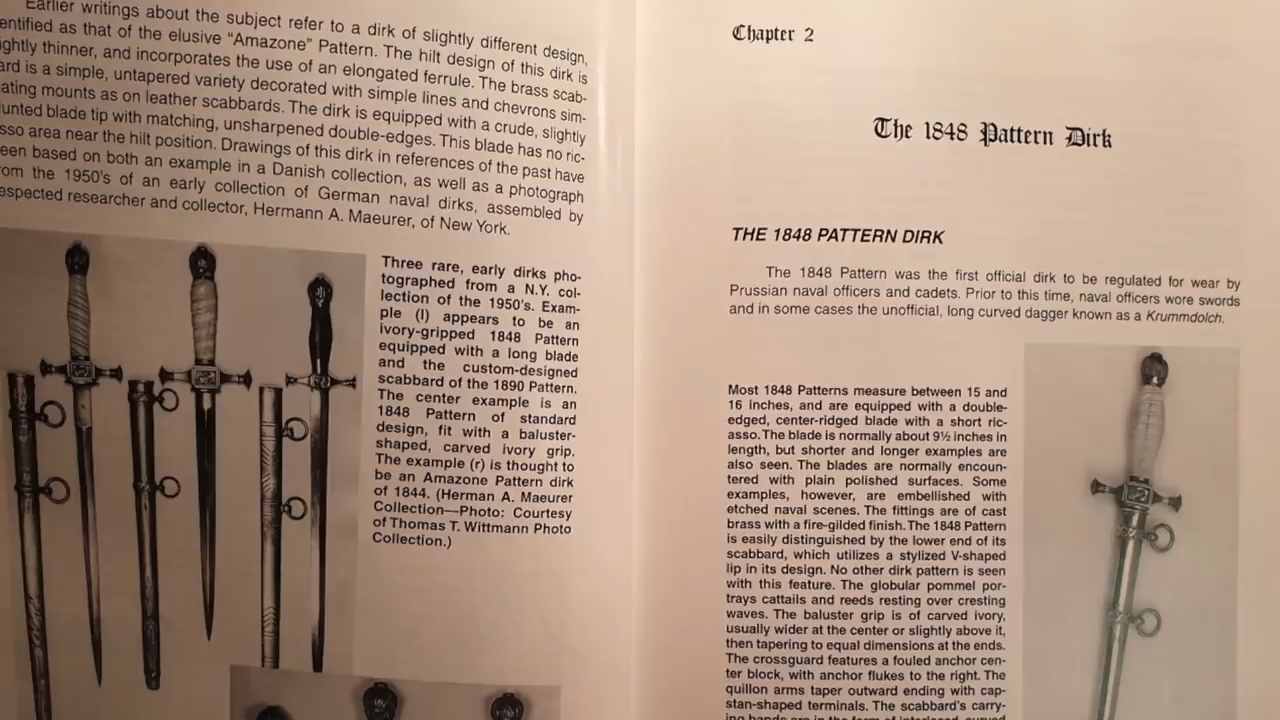 Earlier writings about the subject refer to a dirk of slightly different design,
entified as that of the elusive “Amazone” Pattern. The hilt design of this dirk is
ightly thinner, and incorporates the use of an elongated ferrule. The brass scab-
ard is a simple, untapered variety decorated with simple lines and chevrons sim-
ating mounts as on leather scabbards. The dirk is equipped with a crude, slightly
unted blade tip with matching, unsharpened double-edges. This blade has no ric-
sso area near the hilt position. Drawings of this dirk in references of the past have
een based on both an example in a Danish collection, as well as a photograph
om the 1950's of an early collection of German naval dirks, assembled by
espected researcher and collector, Hermann A. Maeurer, of New York.
Three rare, early dirks pho-
tographed from a N.Y. col-
lection of the 1950's. Exam-
ple (l) appears to be an
ivory-gripped 1848 Pattern
equipped with a long blade
and the custom-designed
scabbard of the 1890 Pattern.
The center example is an
1848 Pattern of standard
design, fit with a baluster-
shaped, carved ivory grip.
The example (r) is thought to
be an Amazone Pattern dirk
of 1844. (Herman A. Maeurer
Collection—Photo: Courtesy
of Thomas T. Wittmann Photo
Collection.)
Chapter 2
The 1848 Pattern Dirk
THE 1848 PATTERN DIRK
The 1848 Pattern was the first official dirk to be regulated for wear by
Prussian naval officers and cadets. Prior to this time, naval officers wore swords
and in some cases the unofficial, long curved dagger known as a Krummdolch.
Most 1848 Patterns measure between 15 and
16 inches, and are equipped with a double-
edged, center-ridged blade with a short ric-
asso. The blade is normally about 9½ inches in
length, but shorter and longer examples are
also seen. The blades are normally encoun-
tered with plain polished surfaces. Some
examples, however, are embellished with
etched naval scenes. The fittings are of cast
brass with a fire-gilded finish. The 1848 Pattern
is easily distinguished by the lower end of its
scabbard, which utilizes a stylized V-shaped
lip in its design. No other dirk pattern is seen
with this feature. The globular pommel por-
trays cattails and reeds resting over cresting
waves. The baluster grip is of carved ivory,
usually wider at the center or slightly above it,
then tapering to equal dimensions at the ends.
The crossguard features a fouled anchor cen-
ter block, with anchor flukes to the right. The
quillon arms taper outward ending with cap-
stan-shaped terminals. The scabbard's carry-
ing bands are in the form of